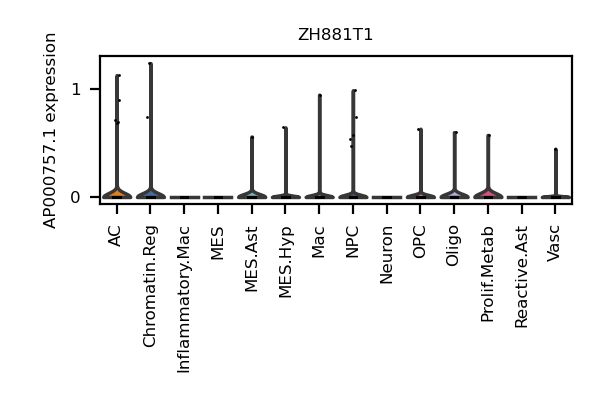 ZH881T1
AP000757.1 expression
1
0
AC
Chromatin.Reg
Inflammatory.Mac
MES
MES.Ast
MES.Hyp
Mac
NPC
Neuron
OPC
Oligo
Prolif.Metab
Reactive.Ast
Vasc